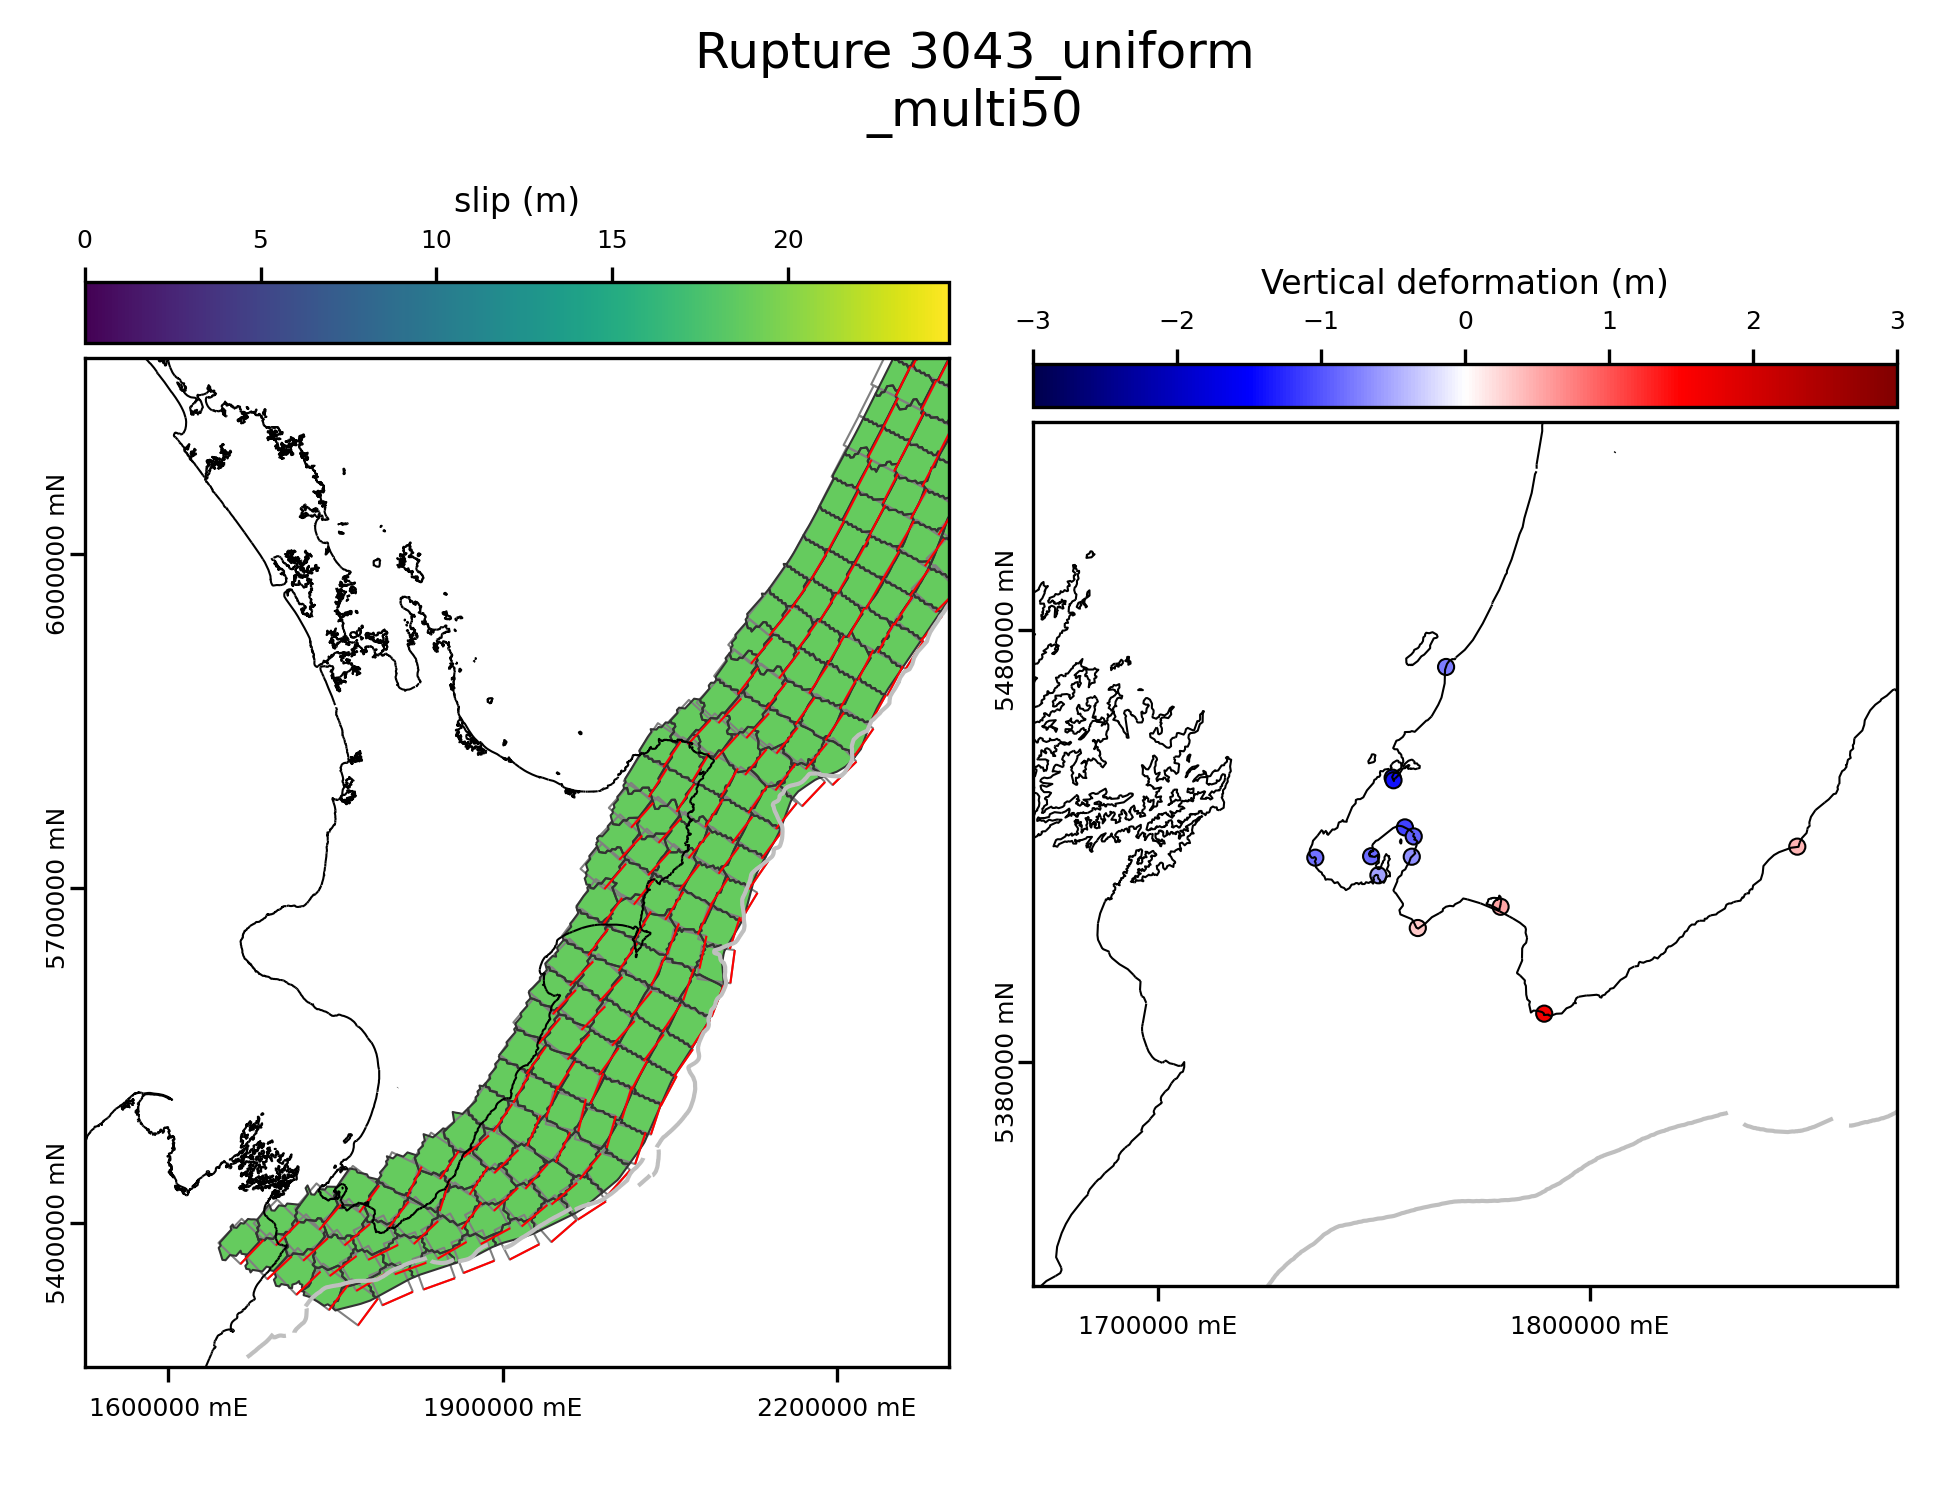 Rupture 3043_uniform
_multi50
slip (m)
0 5 10 15 20
6000000 mN
5700000 mN
5400000 mN
1600000 mE 1900000 mE 2200000 mE
Vertical deformation (m)
−3 −2 −1 0 1 2 3
5480000 mN
5380000 mN
1700000 mE 1800000 mE